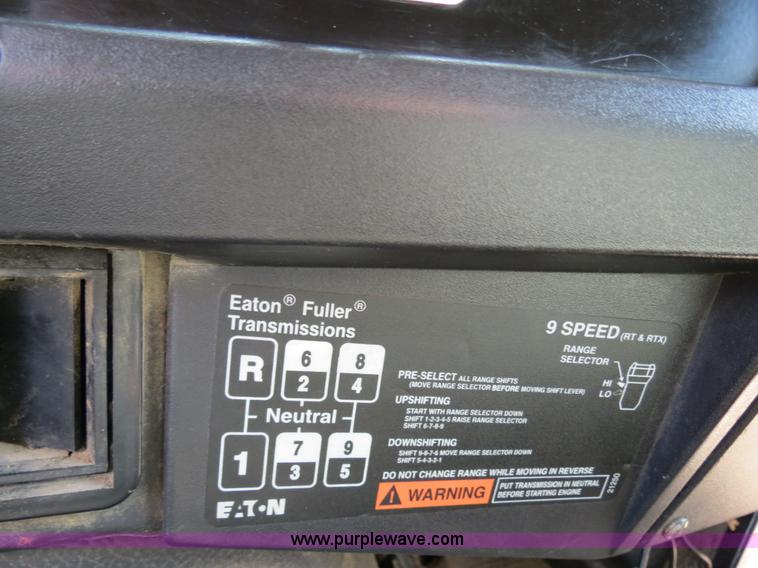 Eaton® Fuller®
Transmissions
9 SPEED (RT & RTX)
RANGE
SELECTOR
HI
LO
R 6 8
2 4
Neutral
1 7 9
3 5
PRE-SELECT ALL RANGE SHIFTS
(MOVE RANGE SELECTOR BEFORE MOVING SHIFT LEVER)
UPSHIFTING
START WITH RANGE SELECTOR DOWN
SHIFT 1-2-3-4-5 RAISE RANGE SELECTOR
SHIFT 6-7-8-9
DOWNSHIFTING
SHIFT 9-8-7-6 MOVE RANGE SELECTOR DOWN
SHIFT 5-4-3-2-1
DO NOT CHANGE RANGE WHILE MOVING IN REVERSE
WARNING
PUT TRANSMISSION IN NEUTRAL
BEFORE STARTING ENGINE
21250
EATON
www.purplewave.com